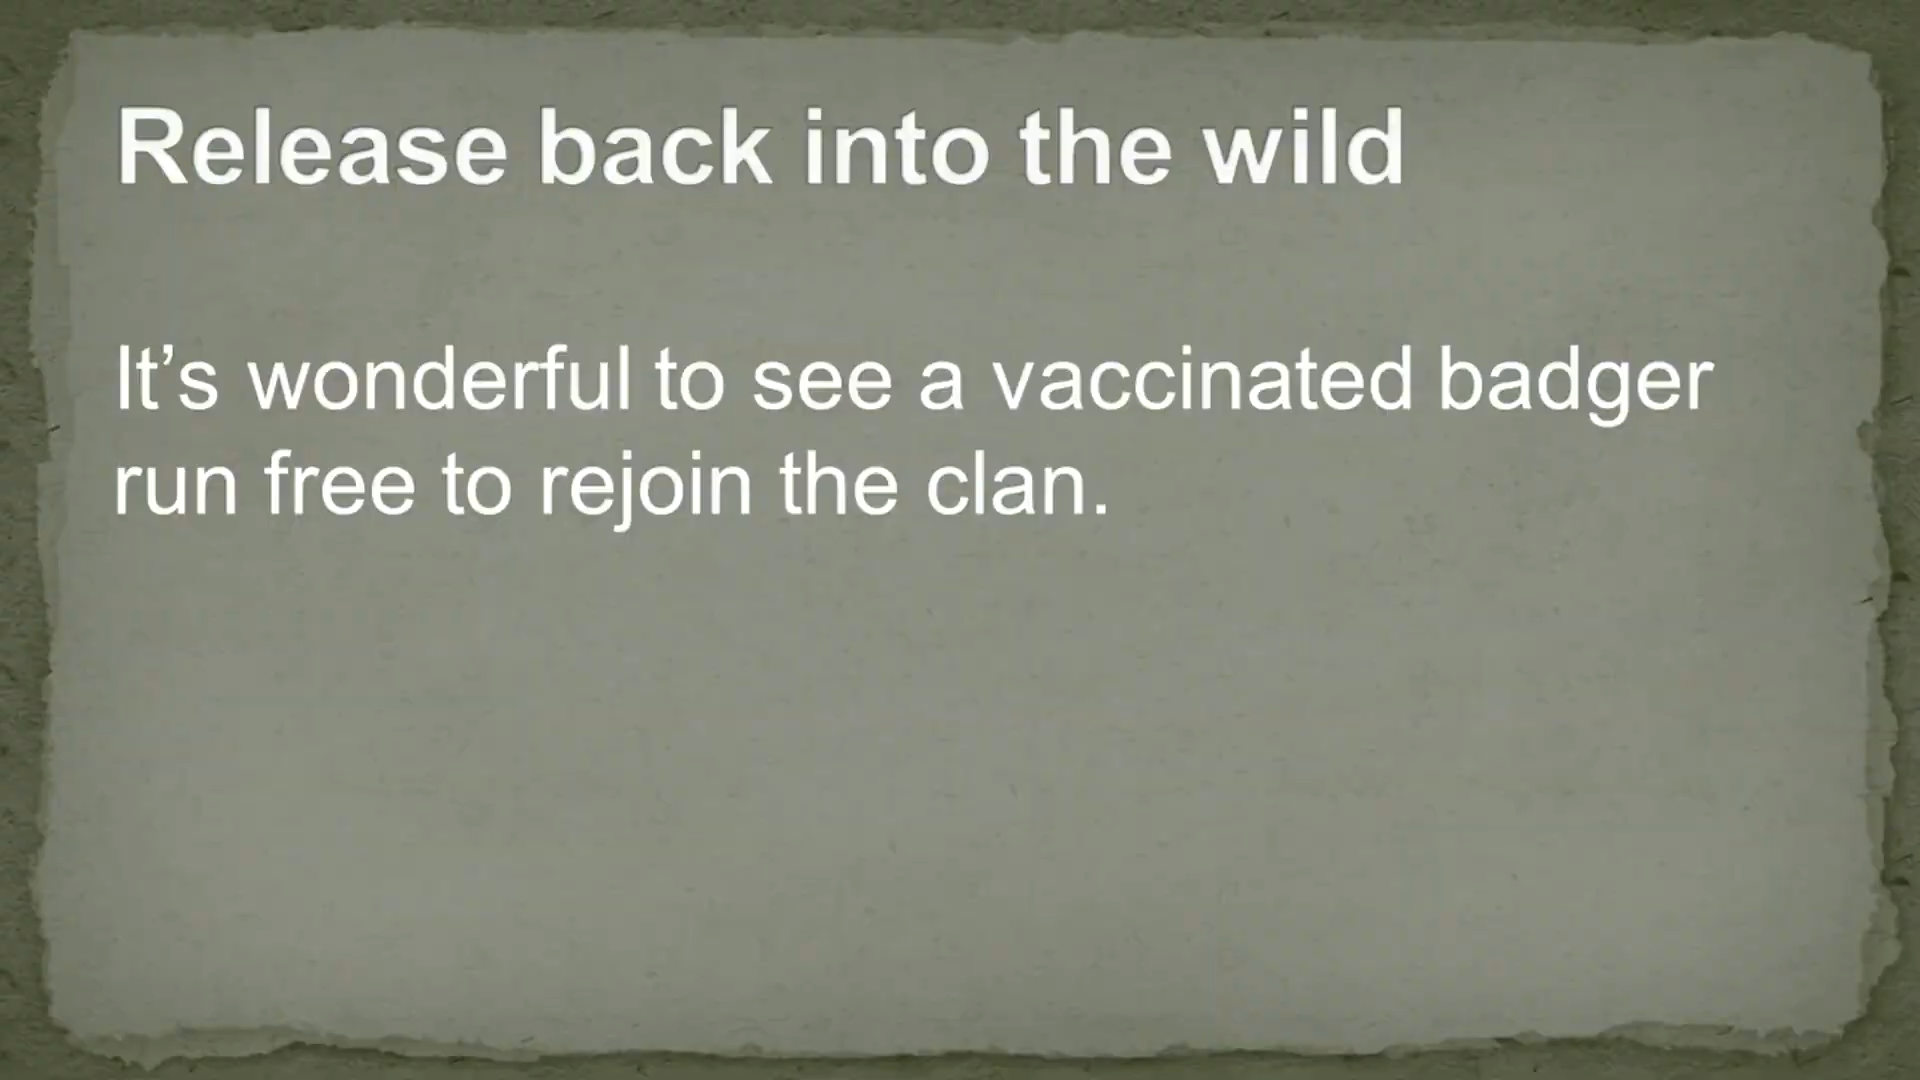 Release back into the wild
It’s wonderful to see a vaccinated badger
run free to rejoin the clan.